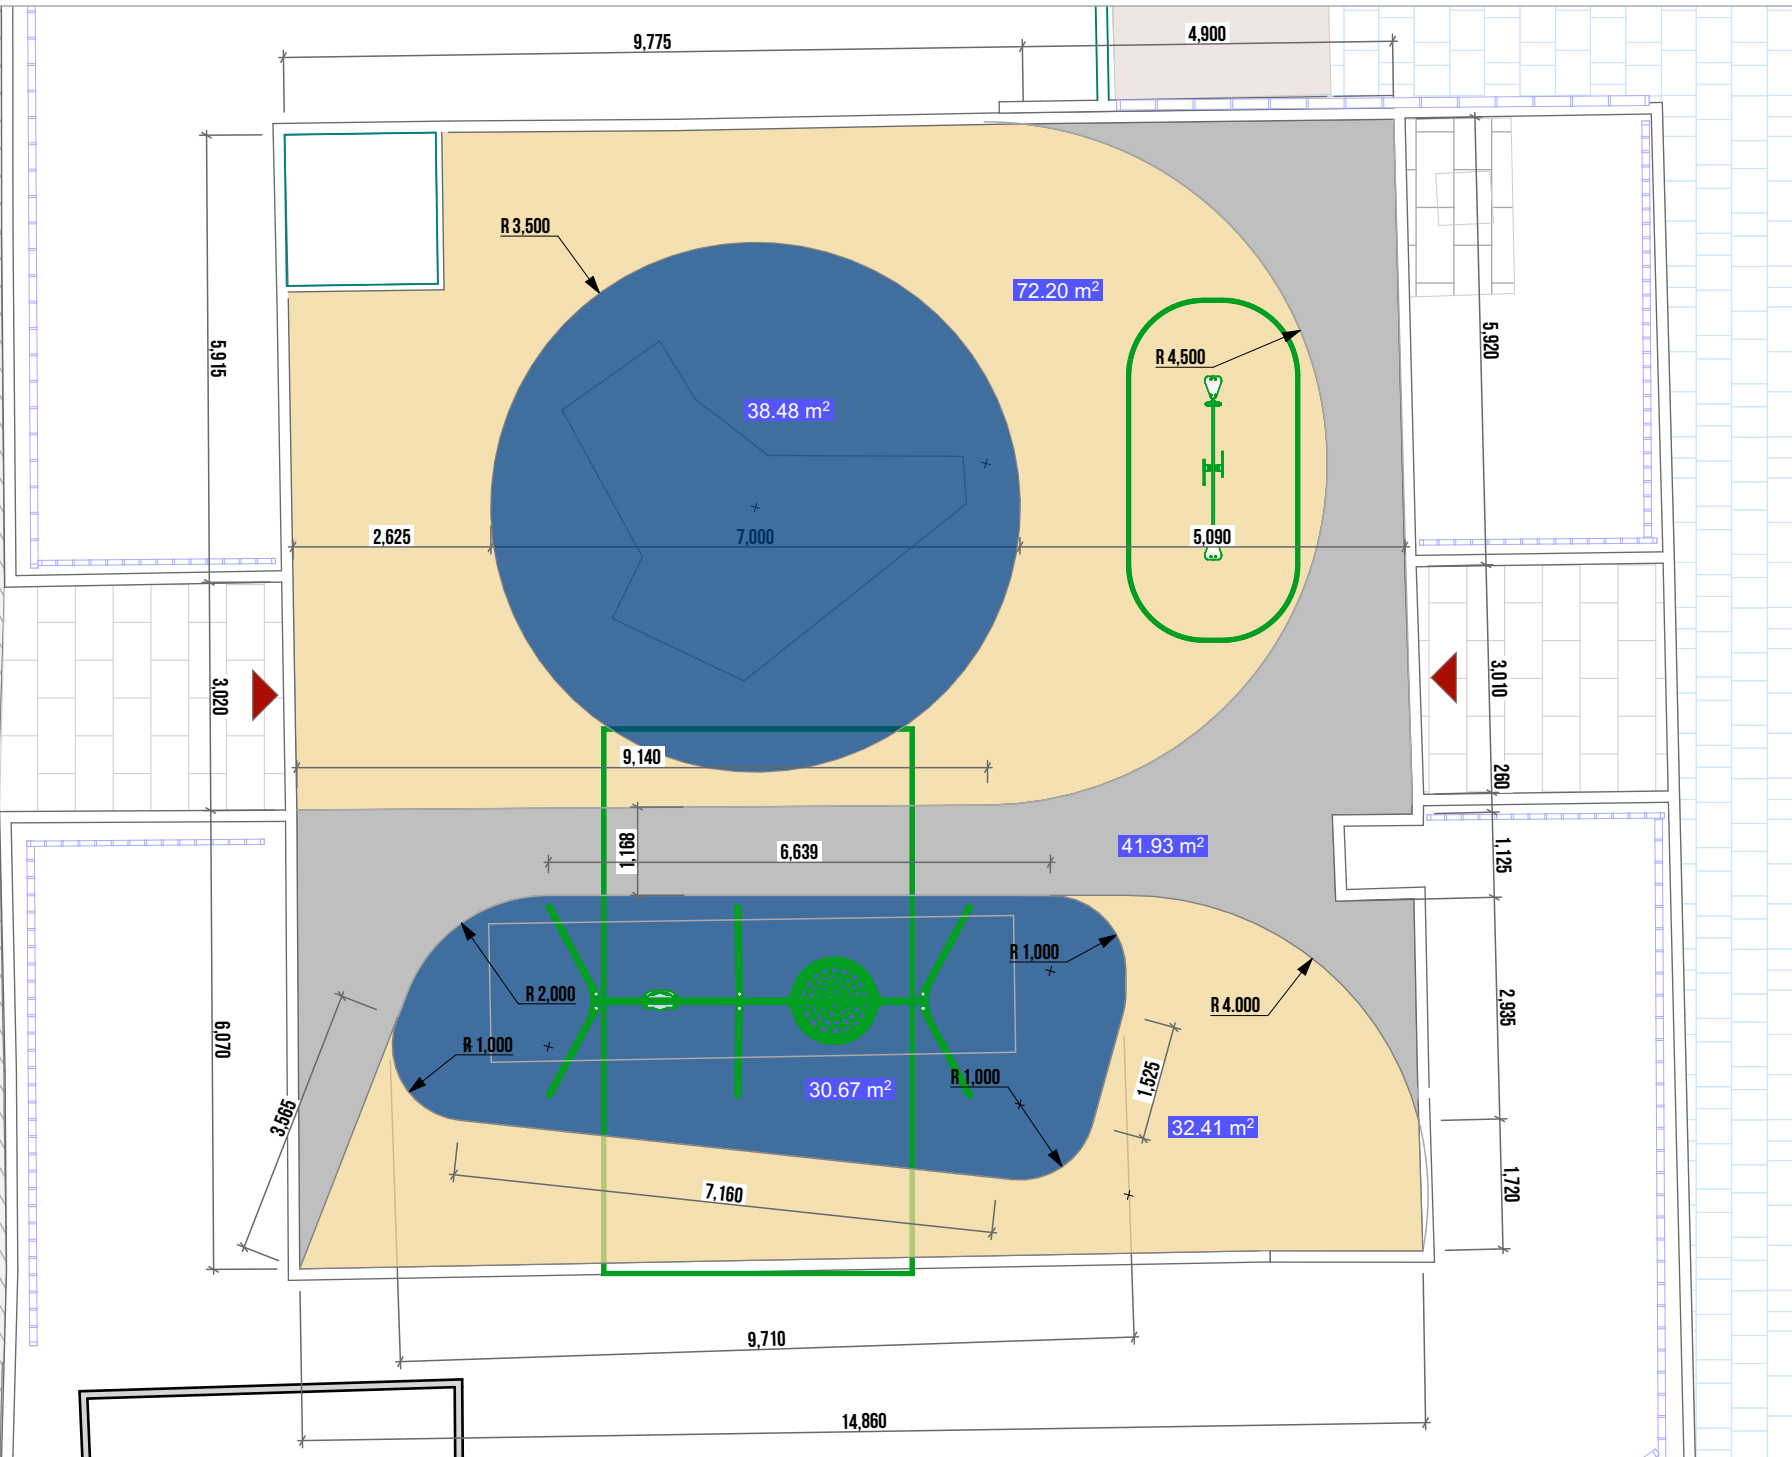 9,775
4,900
R 3,500
72.20 m²
5,915
5,920
R 4,500
38.48 m²
2,625
7,000
5,090
3,020
3,010
9,140
260
1,168
6,639
41.93 m²
1,125
R 1,000
R 2,000
R 4.000
2,935
6,070
R 1,000
R 1,000
1,525
30.67 m²
3,565
32.41 m²
7,160
1,720
9,710
14,860